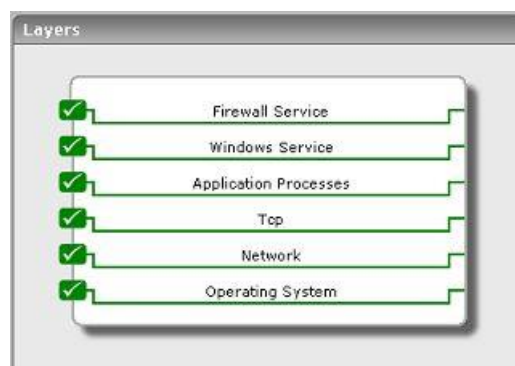 Layers
Firewall Service
Windows Service
Application Processes
Tcp
Network
Operating System